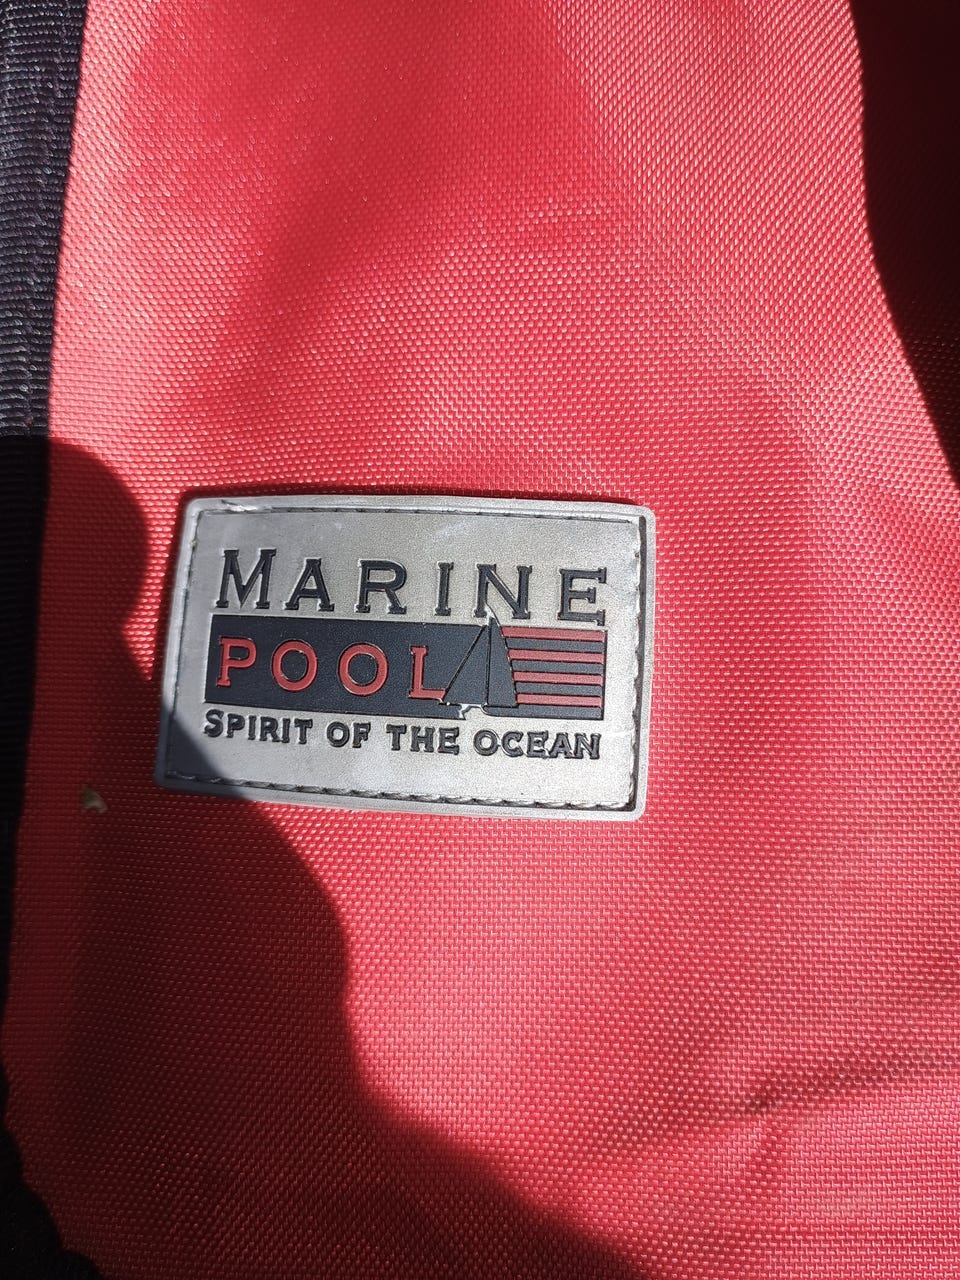 MARINE
POOL
SPIRIT OF THE OCEAN